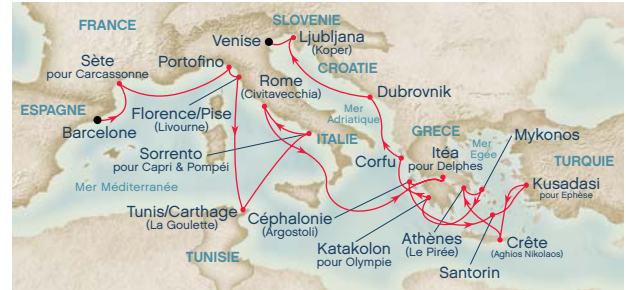 FRANCE
SLOVENIE
Venise
Ljubljana
(Koper)
CROATIE
Sète
pour Carcassonne
Portofino
Rome
(Civitavecchia)
Dubrovnik
ESPAGNE
Barcelone
Florence/Pise
(Livourne)
Mer
Adriatique
ITALIE
GRECE
Mykonos
Sorrento
pour Capri & Pompéi
Corfu
Itéa
pour Delphes
Mer
Egée
TURQUIE
Mer Méditerranée
Kusadasi
pour Ephèse
Tunis/Carthage
(La Goulette)
Céphalonie
(Argostoli)
Katakolon
pour Olympie
Athènes
(Le Pirée)
Crête
(Aghios Nikolaos)
Santorin
TUNISIE